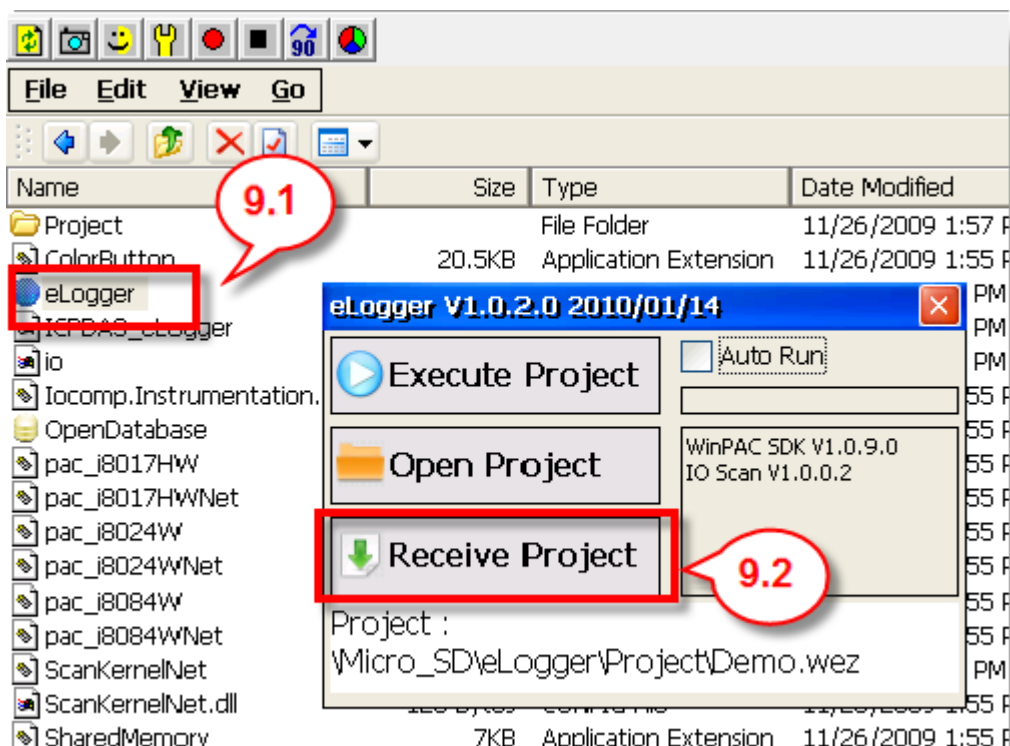 90
File Edit View Go
Name Size Type Date Modified
9.1
Project File Folder 11/26/2009 1:57 P
ColorButton 20.5KB Application Extension 11/26/2009 1:55 P
eLogger PM
ICPDAS_eLogger PM
io PM
Iocomp.Instrumentation. 55 P
OpenDatabase 55 P
pac_i8017HW 55 P
pac_i8017HWNet 55 P
pac_i8024W 55 P
pac_i8024WNet 55 P
pac_i8084W 55 P
pac_i8084WNet 55 P
ScanKernelNet PM
ScanKernelNet.dll 55 P
SharedMemory 7KB Application Extension 11/26/2009 1:55 P
eLogger V1.0.2.0 2010/01/14
Execute Project
Auto Run
Open Project
WinPAC SDK V1.0.9.0
IO Scan V1.0.0.2
Receive Project
9.2
Project :
\Micro_SD\eLogger\Project\Demo.wez